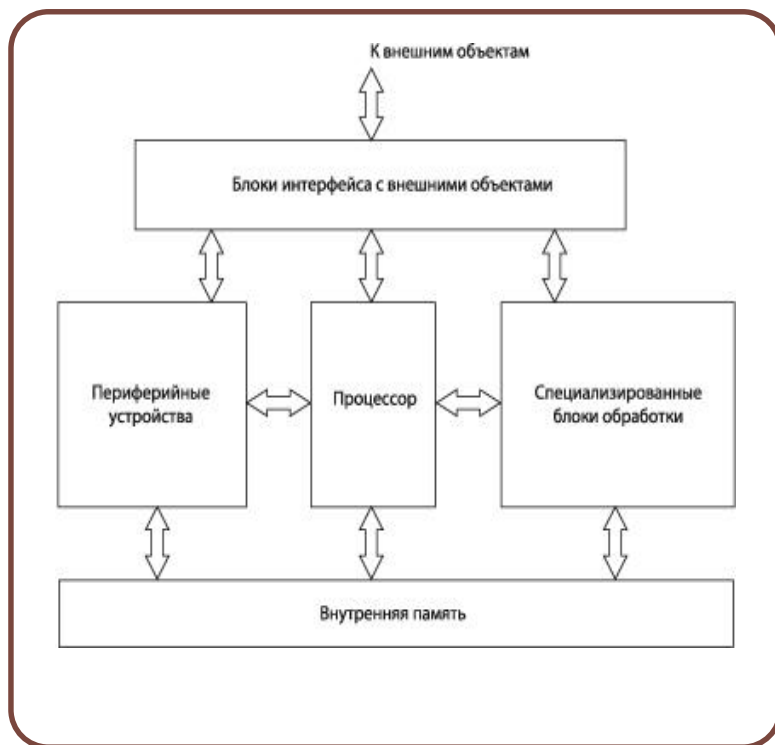 К внешним объектам
Блоки интерфейса с внешними объектами
Периферийные
устройства
Процессор
Специализированные
блоки обработки
Внутренняя память